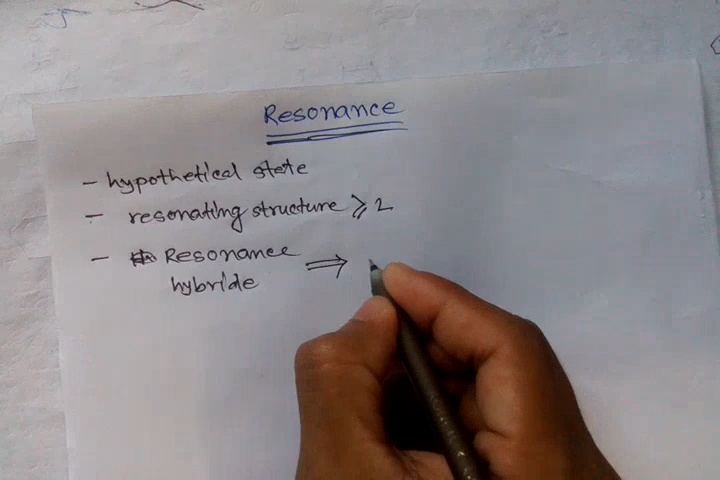 Resonance
- hypothetical state
- resonating structure ⩾ 2
- Resonance ⇒
hybride